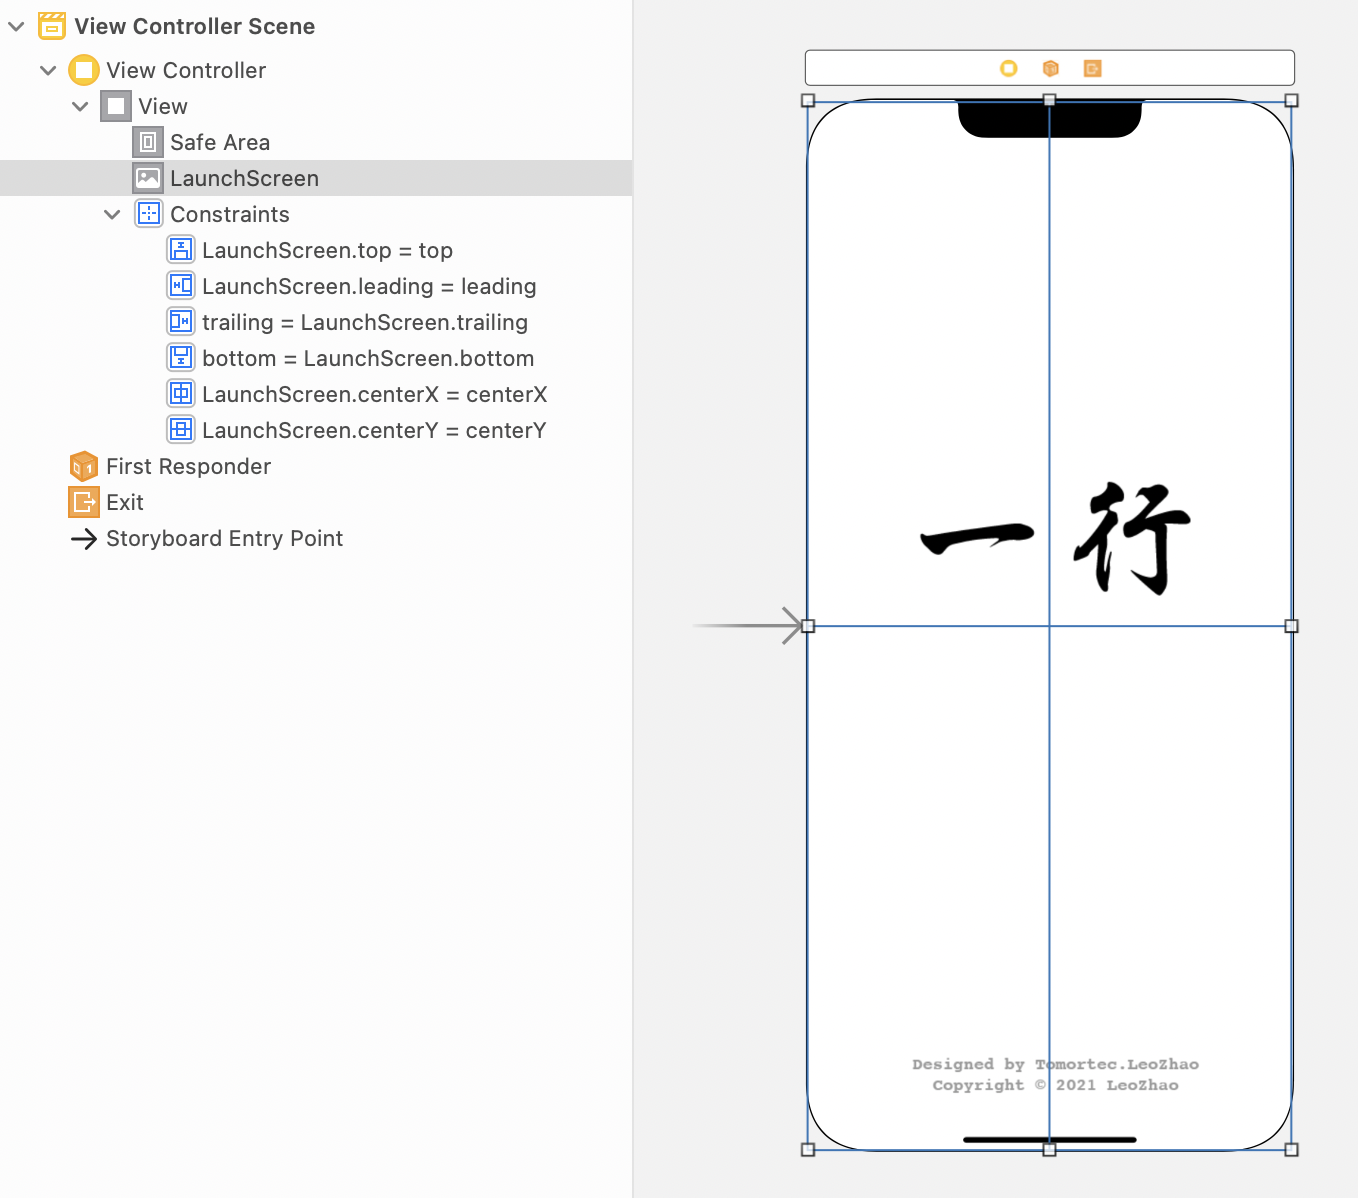 View Controller Scene
View Controller
View
Safe Area
LaunchScreen
Constraints
LaunchScreen.top = top
LaunchScreen.leading = leading
trailing = LaunchScreen.trailing
bottom = LaunchScreen.bottom
LaunchScreen.centerX = centerX
LaunchScreen.centerY = centerY
First Responder
Exit
Storyboard Entry Point
一行
Designed by Tomortec.LeoZhao
Copyright © 2021 LeoZhao